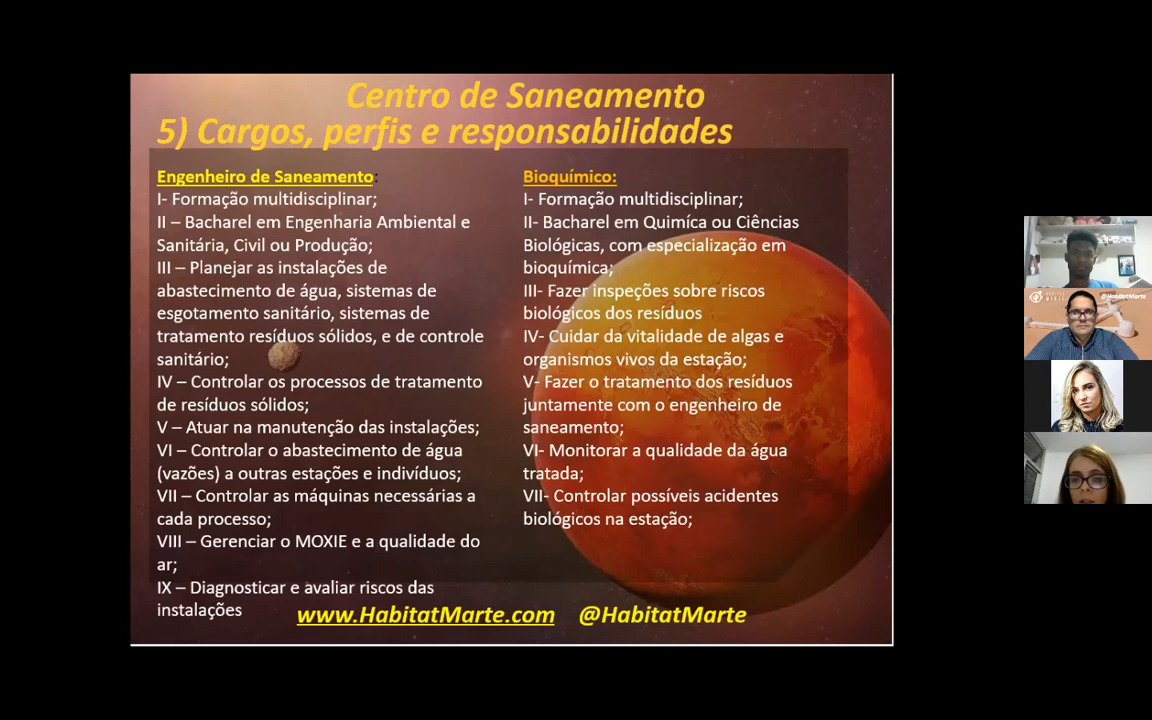 Centro de Saneamento
5) Cargos, perfis e responsabilidades
Engenheiro de Saneamento:
I- Formação multidisciplinar;
II – Bacharel em Engenharia Ambiental e
Sanitária, Civil ou Produção;
III – Planejar as instalações de
abastecimento de água, sistemas de
esgotamento sanitário, sistemas de
tratamento resíduos sólidos, e de controle
sanitário;
IV – Controlar os processos de tratamento
de resíduos sólidos;
V – Atuar na manutenção das instalações;
VI – Controlar o abastecimento de água
(vazões) a outras estações e indivíduos;
VII – Controlar as máquinas necessárias a
cada processo;
VIII – Gerenciar o MOXIE e a qualidade do
ar;
IX – Diagnosticar e avaliar riscos das
instalações
Bioquímico:
I- Formação multidisciplinar;
II- Bacharel em Quimíca ou Ciências
Biológicas, com especialização em
bioquímica;
III- Fazer inspeções sobre riscos
biológicos dos resíduos
IV- Cuidar da vitalidade de algas e
organismos vivos da estação;
V- Fazer o tratamento dos resíduos
juntamente com o engenheiro de
saneamento;
VI- Monitorar a qualidade da água
tratada;
VII- Controlar possíveis acidentes
biológicos na estação;
www.HabitatMarte.com @HabitatMarte
@HabitatMarte